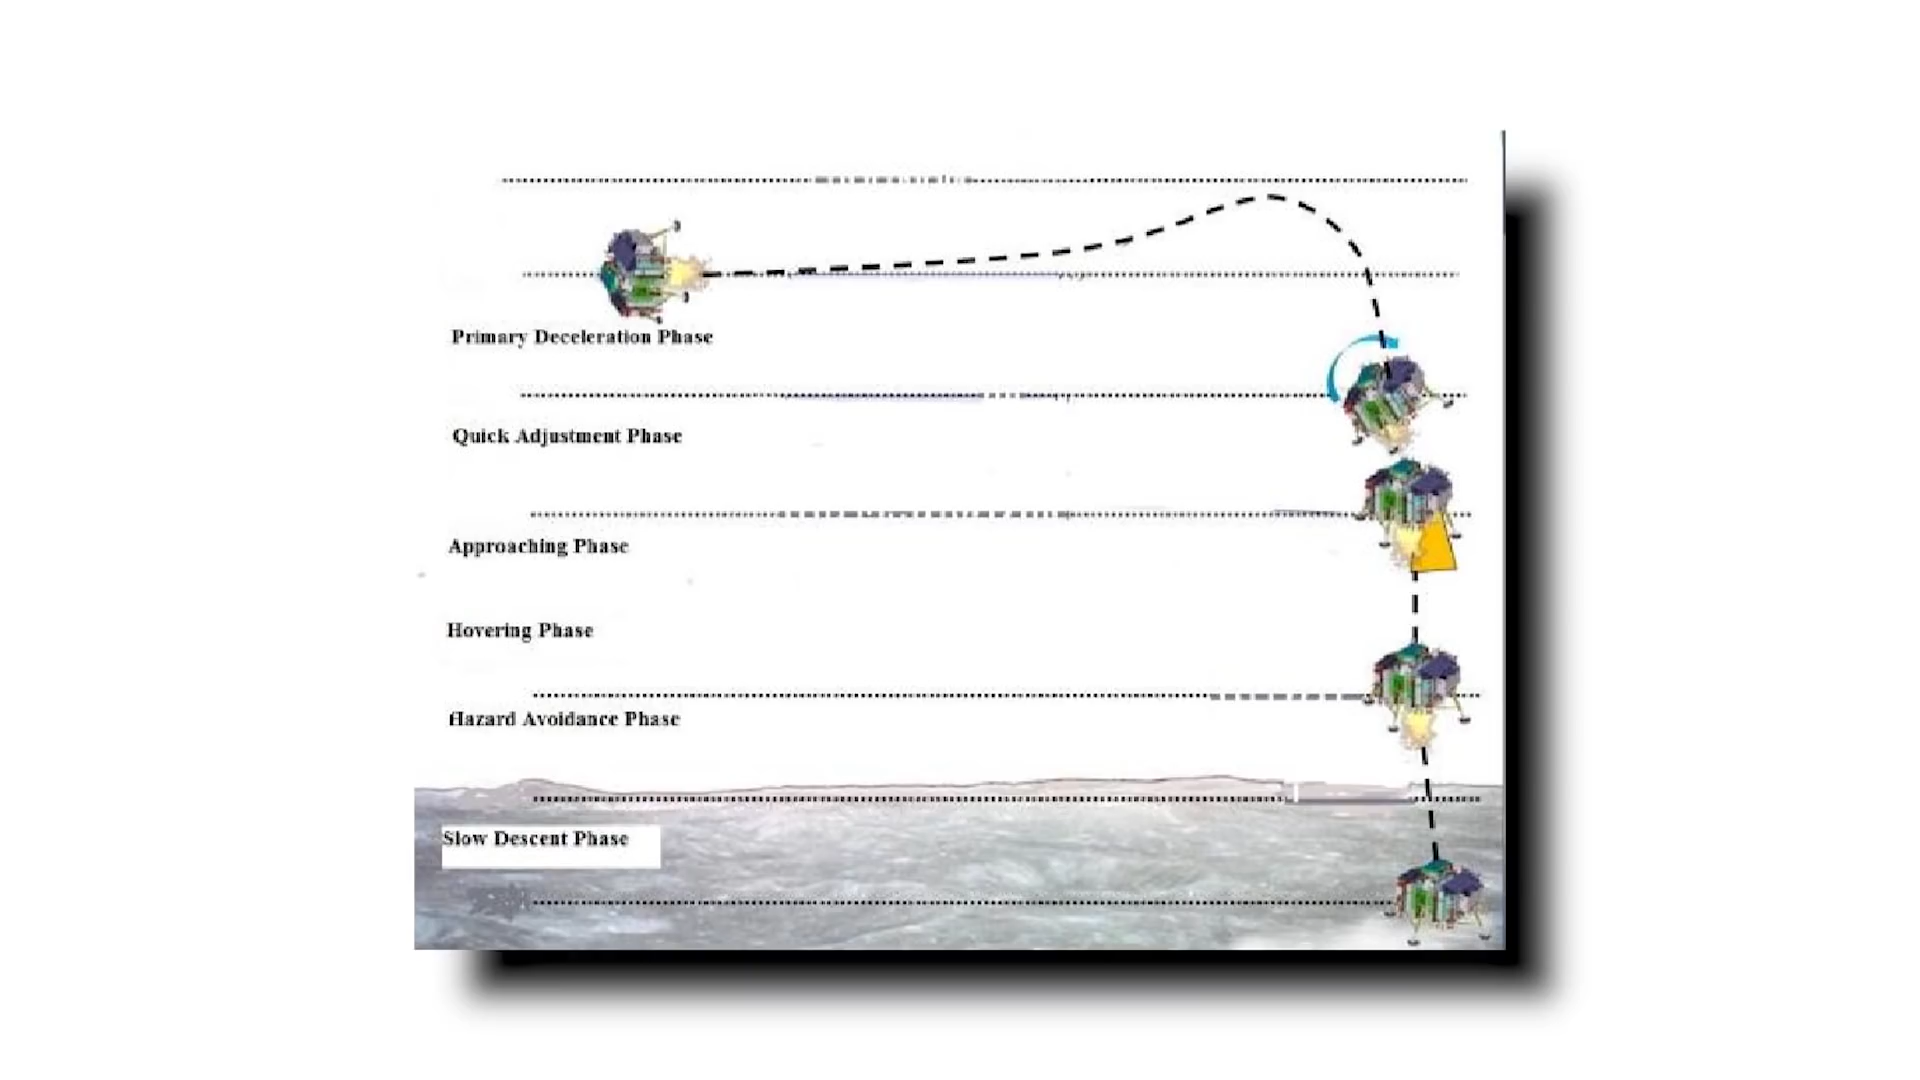 Primary Deceleration Phase
Quick Adjustment Phase
Approaching Phase
Hovering Phase
Hazard Avoidance Phase
Slow Descent Phase